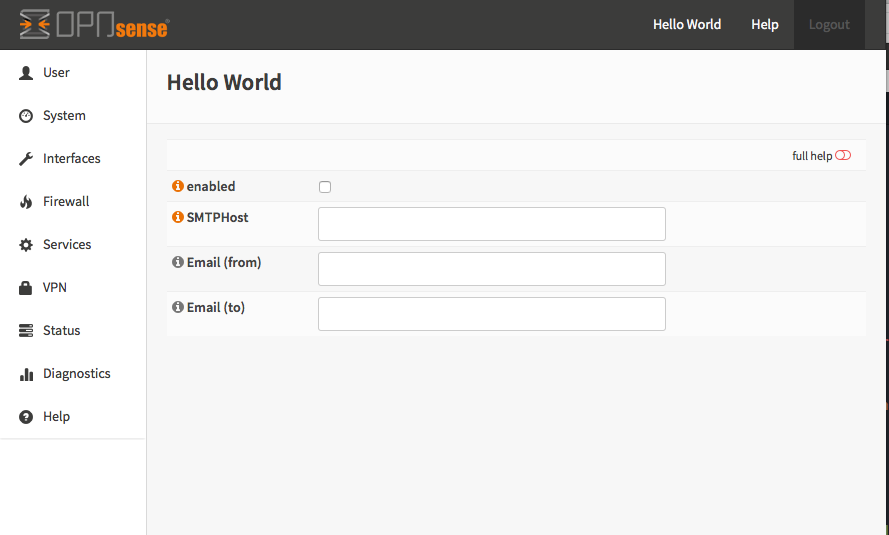 OPNsense
Hello World
Help
Logout
User
System
Interfaces
Firewall
Services
VPN
Status
Diagnostics
Help
Hello World
full help
enabled
SMTPHost
Email (from)
Email (to)